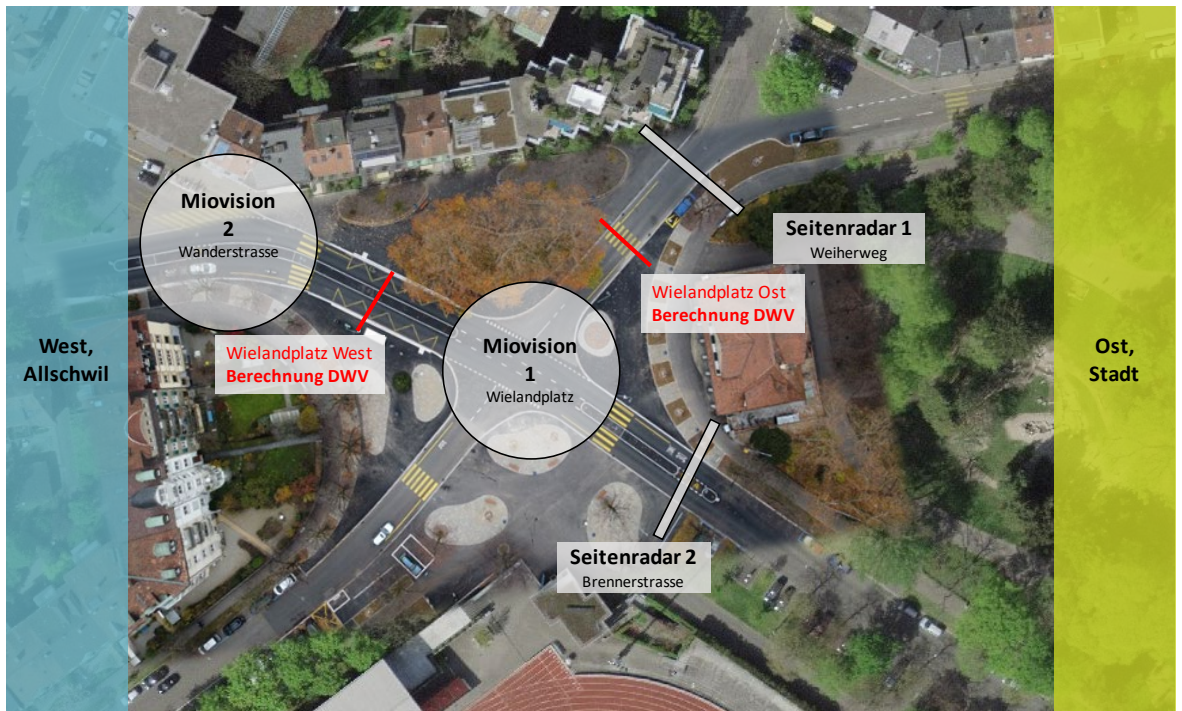 Miovision
2
Wanderstrasse
Seitenradar 1
Weiherweg
Wielandplatz Ost
Berechnung DWV
Wielandplatz West
Berechnung DWV
Miovision
1
Wielandplatz
West,
Allschwil
Ost,
Stadt
Seitenradar 2
Brennerstrasse